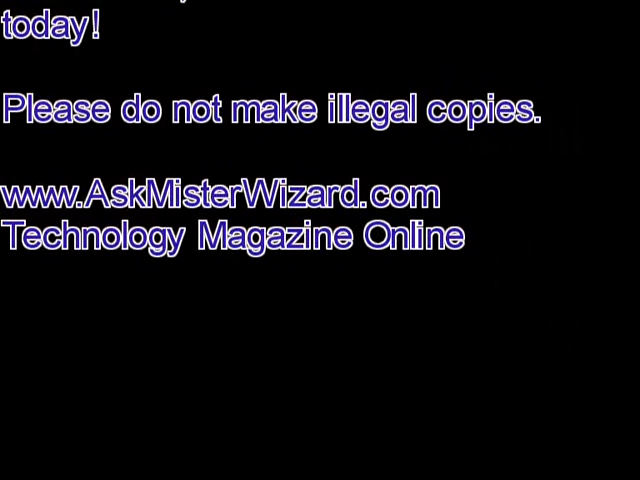 today!
Please do not make illegal copies.
www.AskMisterWizard.com
Technology Magazine Online